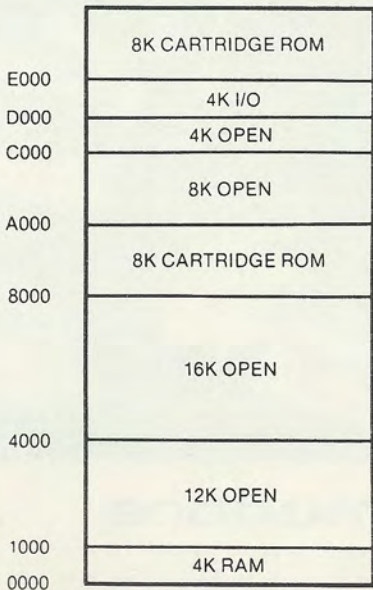 8K CARTRIDGE ROM
E000
4K I/O
D000
4K OPEN
C000
8K OPEN
A000
8K CARTRIDGE ROM
8000
16K OPEN
4000
12K OPEN
1000
4K RAM
0000